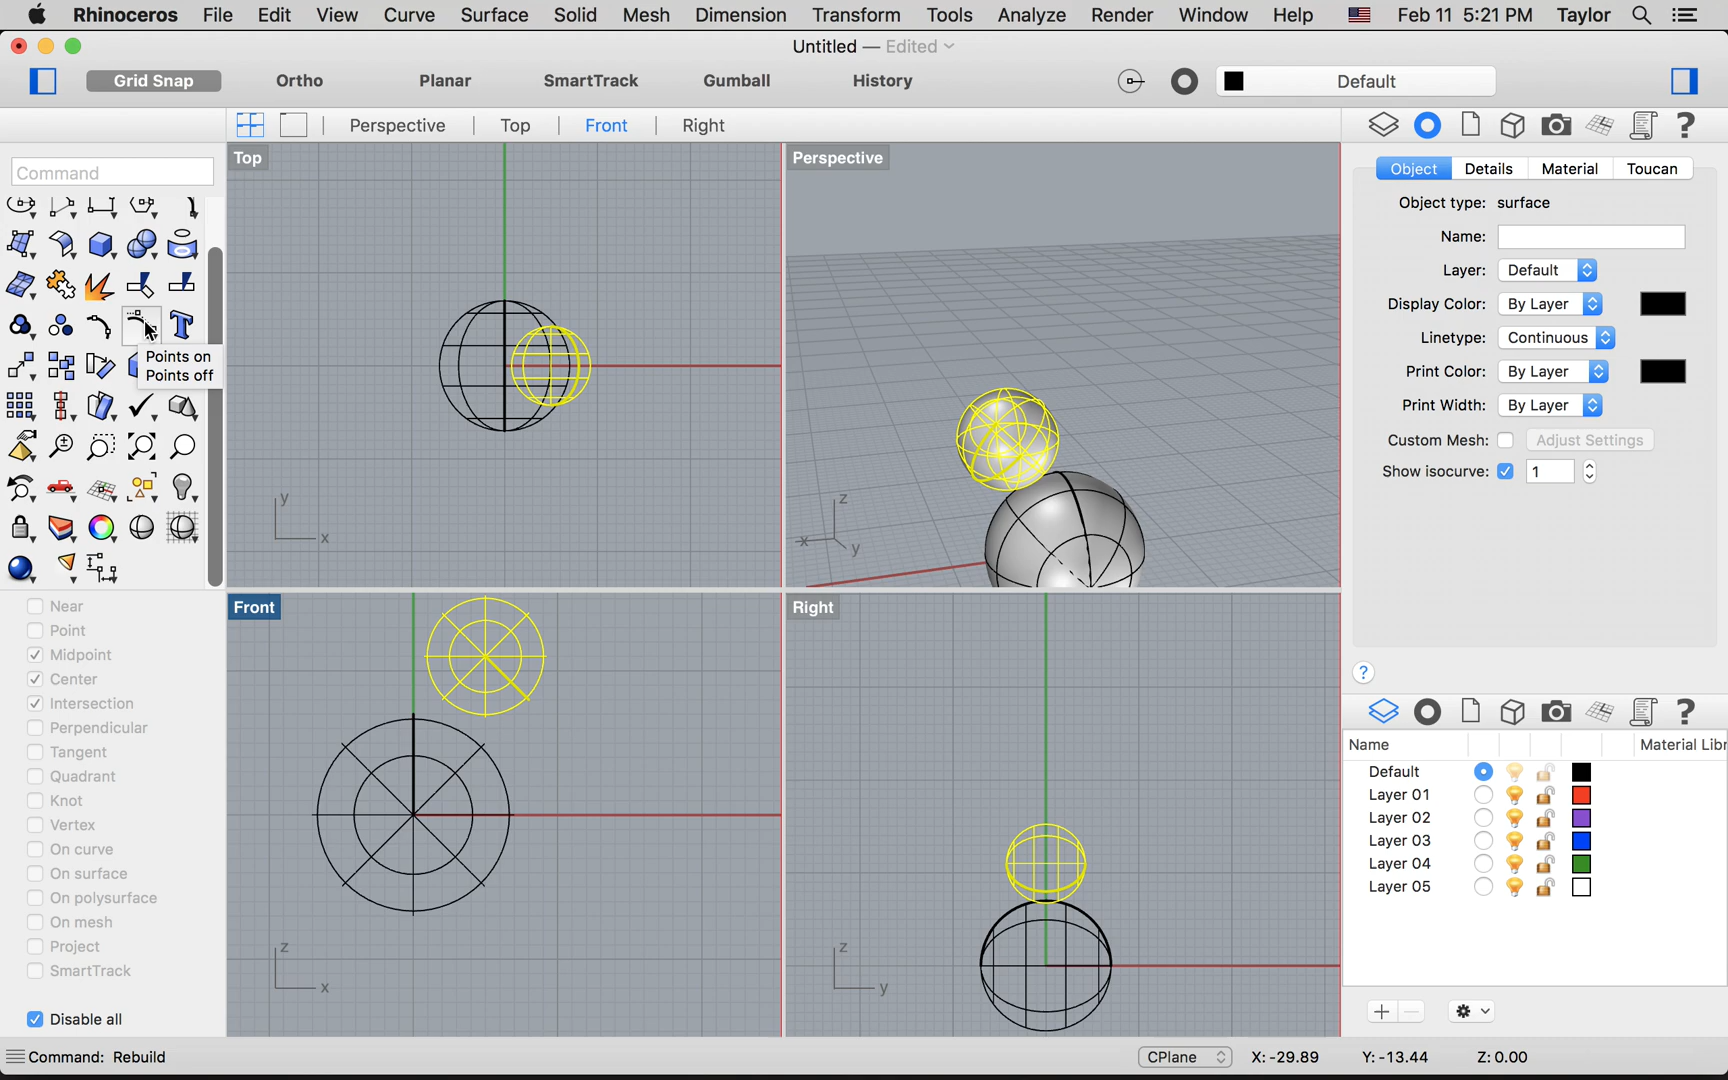 Rhinoceros File Edit View Curve Surface Solid Mesh Dimension Transform Tools Analyze Render Window Help Feb 11 5:21 PM Taylor
Untitled — Edited
Grid Snap Ortho Planar SmartTrack Gumball History Default
Perspective Top Front Right
Command
Points on
Points off
Near
Point
Midpoint
Center
Intersection
Perpendicular
Tangent
Quadrant
Knot
Vertex
On curve
On surface
On polysurface
On mesh
Project
SmartTrack
Disable all
Top
y
x
Perspective
z
x
y
Front
z
x
Right
z
y
Object Details Material Toucan
Object type: surface
Name:
Layer: Default
Display Color: By Layer
Linetype: Continuous
Print Color: By Layer
Print Width: By Layer
Custom Mesh: Adjust Settings
Show isocurve: 1
?
Name Material Libr
Default
Layer 01
Layer 02
Layer 03
Layer 04
Layer 05
Command: Rebuild CPlane X: -29.89 Y: -13.44 Z: 0.00